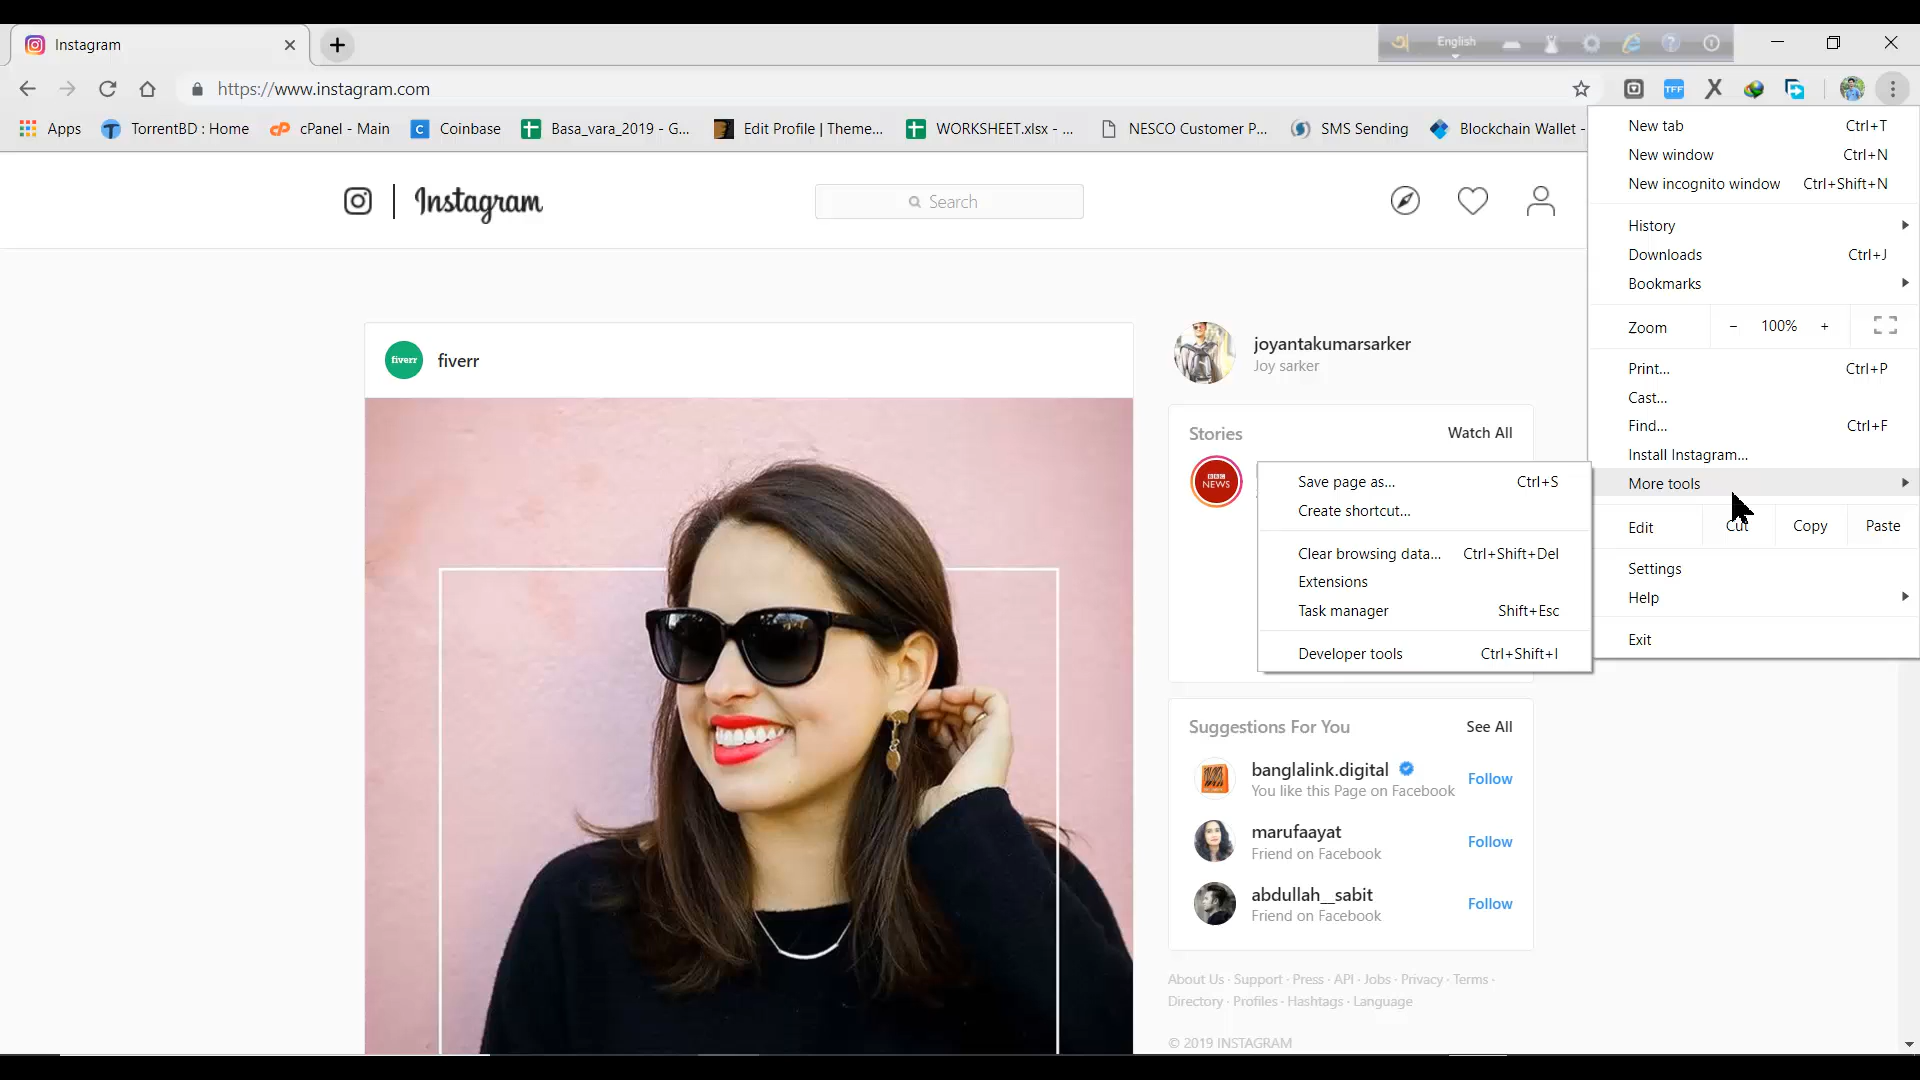 Instagram
English
https://www.instagram.com
Apps TorrentBD : Home cPanel - Main Coinbase Basa_vara_2019 - G... Edit Profile | Theme... WORKSHEET.xlsx - ... NESCO Customer P... SMS Sending Blockchain Wallet -
TFF
Instagram
Search
New tab Ctrl+T
New window Ctrl+N
New incognito window Ctrl+Shift+N
History
Downloads Ctrl+J
Bookmarks
Zoom - 100% +
Print... Ctrl+P
Cast...
Find... Ctrl+F
Install Instagram...
More tools
Edit Cut Copy Paste
Settings
Help
Exit
Save page as... Ctrl+S
Create shortcut...
Clear browsing data... Ctrl+Shift+Del
Extensions
Task manager Shift+Esc
Developer tools Ctrl+Shift+I
fiverr fiverr
joyantakumarsarker
Joy sarker
Stories Watch All
BBC
NEWS
Suggestions For You See All
banglalink.digital
You like this Page on Facebook
Follow
marufaayat
Friend on Facebook
Follow
abdullah__sabit
Friend on Facebook
Follow
About Us · Support · Press · API · Jobs · Privacy · Terms ·
Directory · Profiles · Hashtags · Language
© 2019 INSTAGRAM